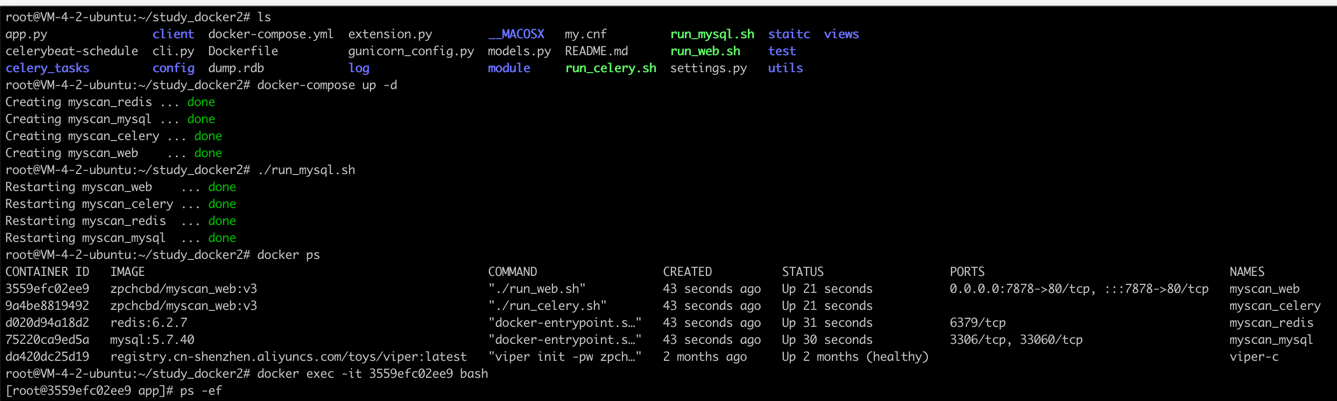 root@VM-4-2-ubuntu:~/study_docker2# ls
app.py client docker-compose.yml extension.py __MACOSX my.cnf run_mysql.sh staitc views
celerybeat-schedule cli.py Dockerfile gunicorn_config.py models.py README.md run_web.sh test
celery_tasks config dump.rdb log module run_celery.sh settings.py utils
root@VM-4-2-ubuntu:~/study_docker2# docker-compose up -d
Creating myscan_redis ... done
Creating myscan_mysql ... done
Creating myscan_celery ... done
Creating myscan_web ... done
root@VM-4-2-ubuntu:~/study_docker2# ./run_mysql.sh
Restarting myscan_web ... done
Restarting myscan_celery ... done
Restarting myscan_redis ... done
Restarting myscan_mysql ... done
root@VM-4-2-ubuntu:~/study_docker2# docker ps
CONTAINER ID IMAGE COMMAND CREATED STATUS PORTS NAMES
3559efc02ee9 zpchcbd/myscan_web:v3 "./run_web.sh" 43 seconds ago Up 21 seconds 0.0.0.0:7878->80/tcp, :::7878->80/tcp myscan_web
9a4be8819492 zpchcbd/myscan_web:v3 "./run_celery.sh" 43 seconds ago Up 21 seconds myscan_celery
d020d94a18d2 redis:6.2.7 "docker-entrypoint.s…" 43 seconds ago Up 31 seconds 6379/tcp myscan_redis
75220ca9ed5a mysql:5.7.40 "docker-entrypoint.s…" 43 seconds ago Up 30 seconds 3306/tcp, 33060/tcp myscan_mysql
da420dc25d19 registry.cn-shenzhen.aliyuncs.com/toys/viper:latest "viper init -pw zpch…" 2 months ago Up 2 months (healthy) viper-c
root@VM-4-2-ubuntu:~/study_docker2# docker exec -it 3559efc02ee9 bash
[root@3559efc02ee9 app]# ps -ef